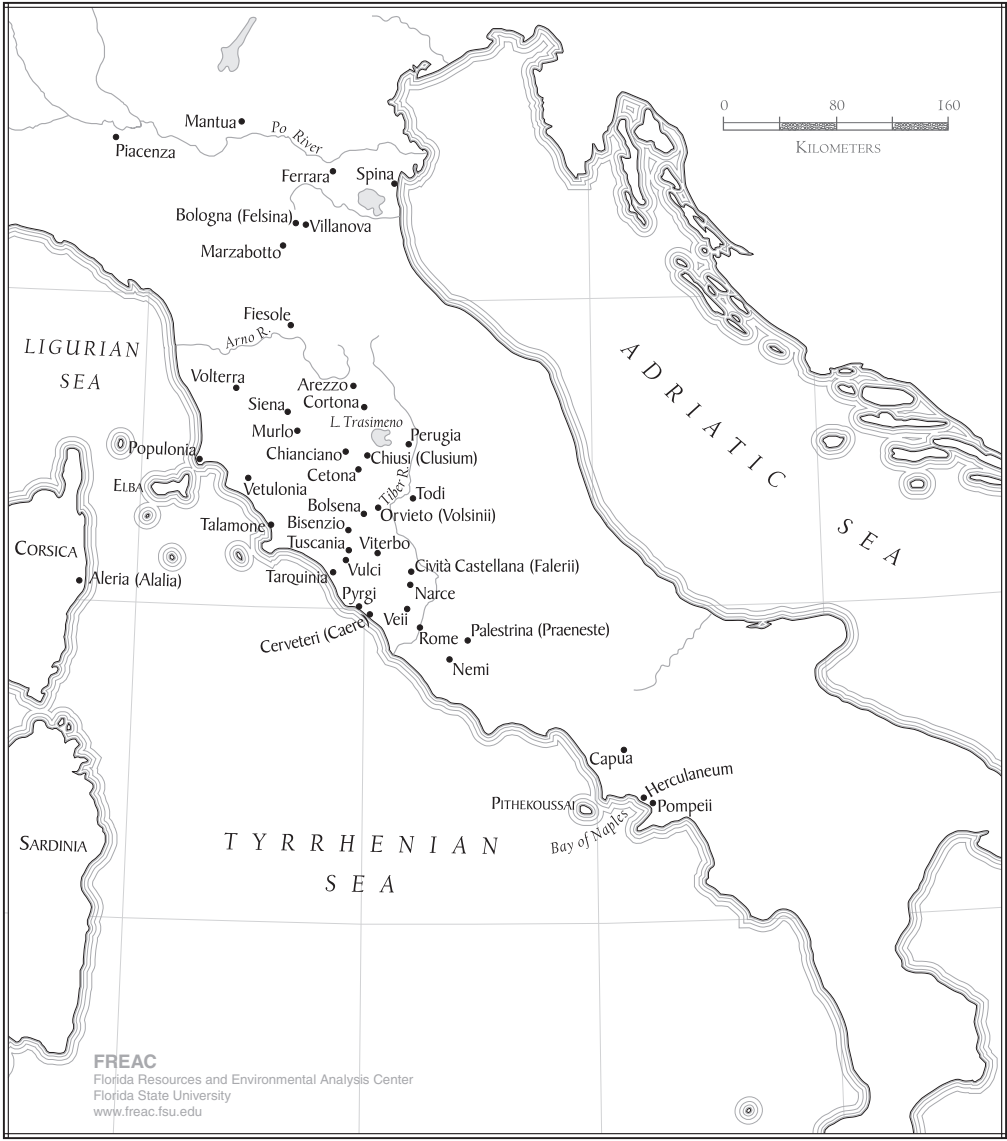 0 80 160
KILOMETERS
Mantua
Po River
Piacenza
Ferrara
Spina
Bologna (Felsina)
Villanova
Marzabotto
Fiesole
Arno R.
LIGURIAN
SEA
ADRIATIC
SEA
Volterra
Arezzo
Cortona
Siena
L. Trasimeno
Murlo
Perugia
Populonia
Chianciano
Chiusi (Clusium)
Cetona
ELBA
Vetulonia
Tiber R.
Todi
Bolsena
Orvieto (Volsinii)
Talamone
Bisenzio
Tuscania
Viterbo
CORSICA
Vulci
Cività Castellana (Falerii)
Aleria (Alalia)
Tarquinia
Pyrgi
Narce
Cerveteri (Caere)
Veii
Rome
Palestrina (Praeneste)
Nemi
Capua
Herculaneum
PITHEKOUSSAI
Pompeii
Bay of Naples
SARDINIA
TYRRHENIAN
SEA
FREAC
Florida Resources and Environmental Analysis Center
Florida State University
www.freac.fsu.edu